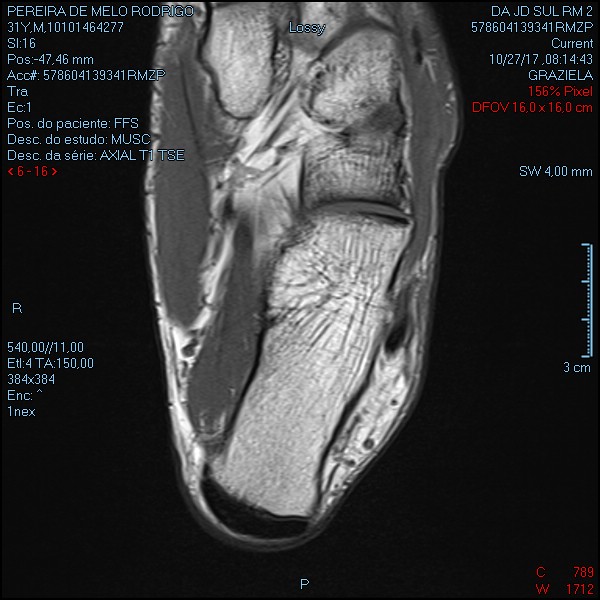 PEREIRA DE MELO RODRIGO
31Y,M,10101464277
Sl:16
Pos:-47,46 mm
Acc#: 578604139341RMZP
Tra
Ec:1
Pos. do paciente: FFS
Desc. do estudo: MUSC
Desc. da série: AXIAL T1 TSE
< 6 - 16 >
Lossy
DA JD SUL RM 2
578604139341RMZP
Current
10/27/17 ,08:14:43
GRAZIELA
156% Pixel
DFOV 16,0 x 16,0 cm
SW 4,00 mm
R
3 cm
540,00//11,00
Etl:4 TA:150,00
384x384
Enc: ^
1nex
P
C 789
W 1712